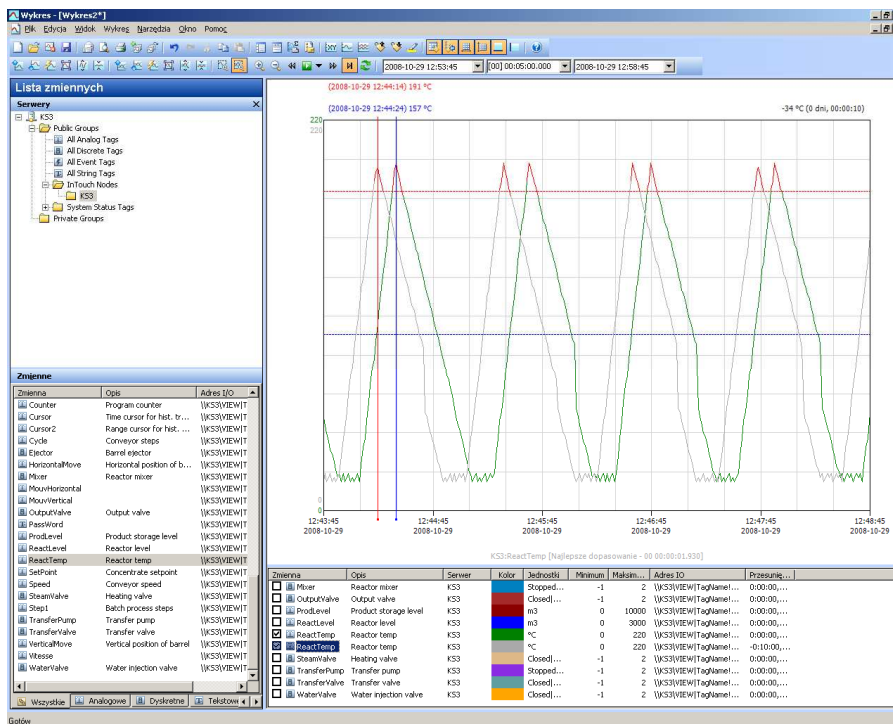 Wykres - [Wykres2*]
Plik Edycja Widok Wykres Narzędzia Okno Pomoc
2008-10-29 12:53:45 [00] 00:05:00.000 2008-10-29 12:58:45
Lista zmiennych
Serwery
KS3
Public Groups
All Analog Tags
All Discrete Tags
All Event Tags
All String Tags
InTouch Nodes
KS3
System Status Tags
Private Groups
Zmienne
Zmienna Opis Adres I/O
Counter Program counter \\KS3\VIEW|T
Cursor Time cursor for hist. tr... \\KS3\VIEW|T
Cursor2 Range cursor for hist. ... \\KS3\VIEW|T
Cycle Conveyor steps \\KS3\VIEW|T
Ejector Barrel ejector \\KS3\VIEW|T
HorizontalMove Horizontal position of b... \\KS3\VIEW|T
Mixer Reactor mixer \\KS3\VIEW|T
MouvHorizontal \\KS3\VIEW|T
MouvVertical \\KS3\VIEW|T
OutputValve Output valve \\KS3\VIEW|T
PassWord \\KS3\VIEW|T
ProdLevel Product storage level \\KS3\VIEW|T
ReactLevel Reactor level \\KS3\VIEW|T
ReactTemp Reactor temp \\KS3\VIEW|T
SetPoint Concentrate setpoint \\KS3\VIEW|T
Speed Conveyor speed \\KS3\VIEW|T
SteamValve Heating valve \\KS3\VIEW|T
Step1 Batch process steps \\KS3\VIEW|T
TransferPump Transfer pump \\KS3\VIEW|T
TransferValve Transfer valve \\KS3\VIEW|T
VerticalMove Vertical position of barrel \\KS3\VIEW|T
Vitesse \\KS3\VIEW|T
WaterValve Water injection valve \\KS3\VIEW|T
Wszystkie Analogowe Dyskretne Tekstow
Gotów
(2008-10-29 12:44:14) 191 °C
(2008-10-29 12:44:24) 157 °C -34 °C (0 dni, 00:00:10)
220
220
0
0
12:43:45 12:44:45 12:45:45 12:46:45 12:47:45 12:48:45
2008-10-29 2008-10-29 2008-10-29 2008-10-29 2008-10-29 2008-10-29
KS3:ReactTemp [Najlepsze dopasowanie - 00 00:00:01.930]
Zmienna Opis Serwer Kolor Jednostki Minimum Maksim... Adres IO Przesunię...
Mixer Reactor mixer KS3 Stopped... -1 2 \\KS3\VIEW|TagName!... 0:00:00,...
OutputValve Output valve KS3 Closed|... -1 2 \\KS3\VIEW|TagName!... 0:00:00,...
ProdLevel Product storage level KS3 m3 0 10000 \\KS3\VIEW|TagName!... 0:00:00,...
ReactLevel Reactor level KS3 m3 0 3000 \\KS3\VIEW|TagName!... 0:00:00,...
ReactTemp Reactor temp KS3 °C 0 220 \\KS3\VIEW|TagName!... 0:00:00,...
ReactTemp Reactor temp KS3 °C 0 220 \\KS3\VIEW|TagName!... -0:10:00,...
SteamValve Heating valve KS3 Closed|... -1 2 \\KS3\VIEW|TagName!... 0:00:00,...
TransferPump Transfer pump KS3 Stopped... -1 2 \\KS3\VIEW|TagName!... 0:00:00,...
TransferValve Transfer valve KS3 Closed|... -1 2 \\KS3\VIEW|TagName!... 0:00:00,...
WaterValve Water injection valve KS3 Closed|... -1 2 \\KS3\VIEW|TagName!... 0:00:00,...